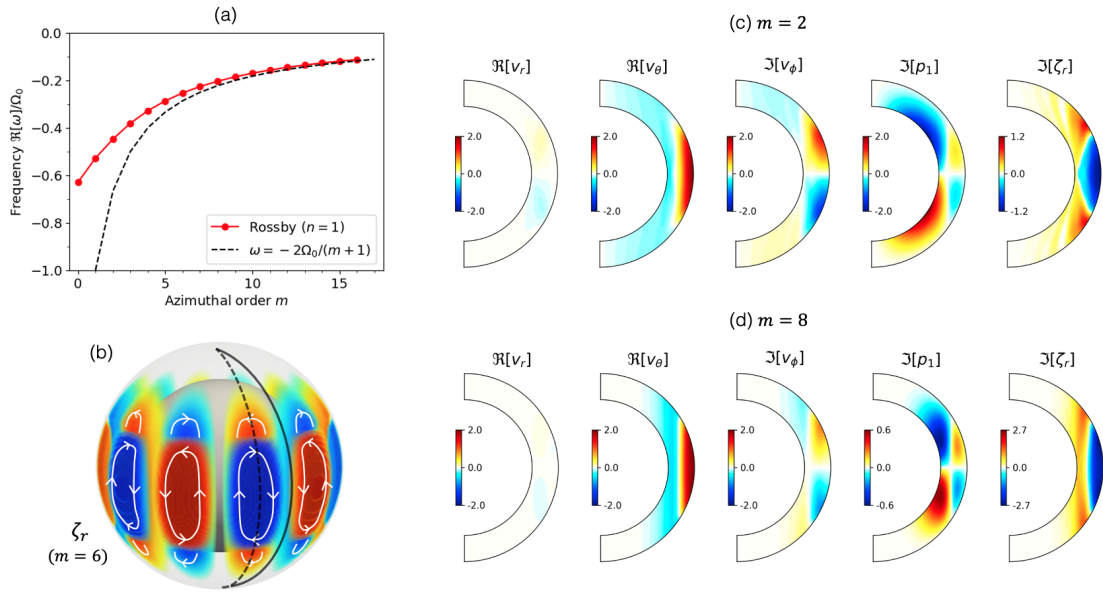 (a)
0.0
−0.2
−0.4
−0.6
−0.8
−1.0
Frequency ℜ[ω]/Ω₀
Rossby (n = 1)
ω = − 2Ω₀/(m + 1)
0 5 10 15
Azimuthal order m
(b)
ζᵣ
(m = 6)
(c) m = 2
ℜ[vᵣ] ℜ[v_θ] ℑ[v_ϕ] ℑ[p₁] ℑ[ζᵣ]
2.0 2.0 2.0 2.0 1.2
0.0 0.0 0.0 0.0 0.0
-2.0 -2.0 -2.0 -2.0 -1.2
(d) m = 8
ℜ[vᵣ] ℜ[v_θ] ℑ[v_ϕ] ℑ[p₁] ℑ[ζᵣ]
2.0 2.0 2.0 0.6 2.7
0.0 0.0 0.0 0.0 0.0
-2.0 -2.0 -2.0 -0.6 -2.7